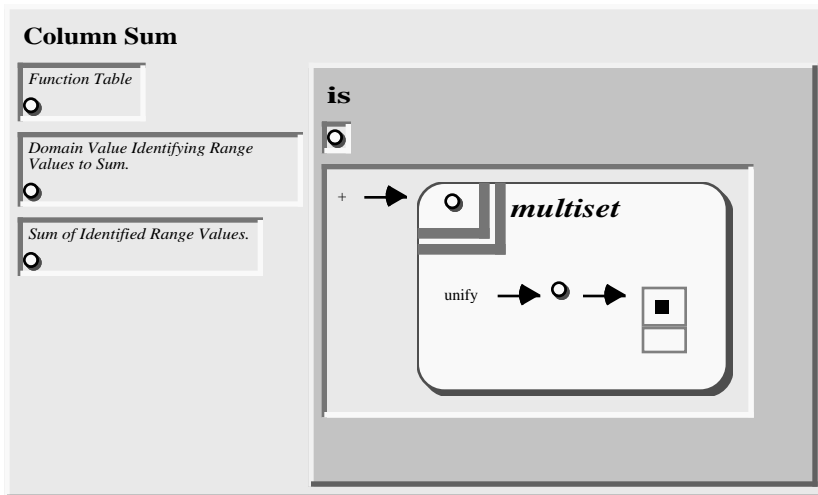 Column Sum
Function Table
Domain Value Identifying Range
Values to Sum.
Sum of Identified Range Values.
is
+
multiset
unify